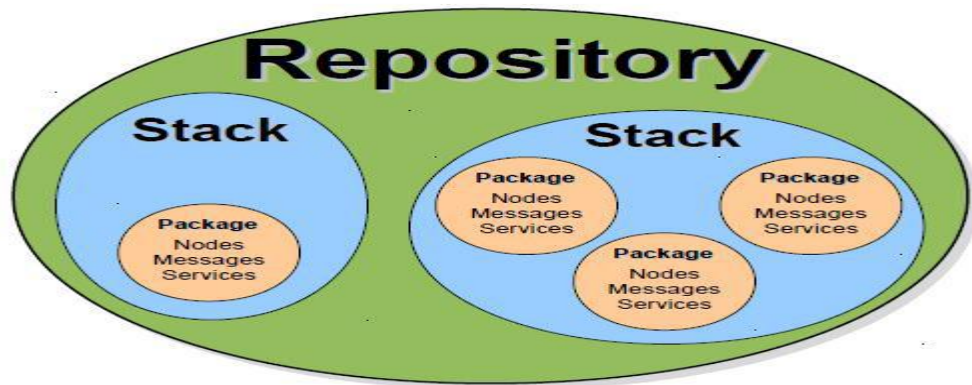 Repository
Stack
Package
Nodes
Messages
Services
Stack
Package
Nodes
Messages
Services
Package
Nodes
Messages
Services
Package
Nodes
Messages
Services